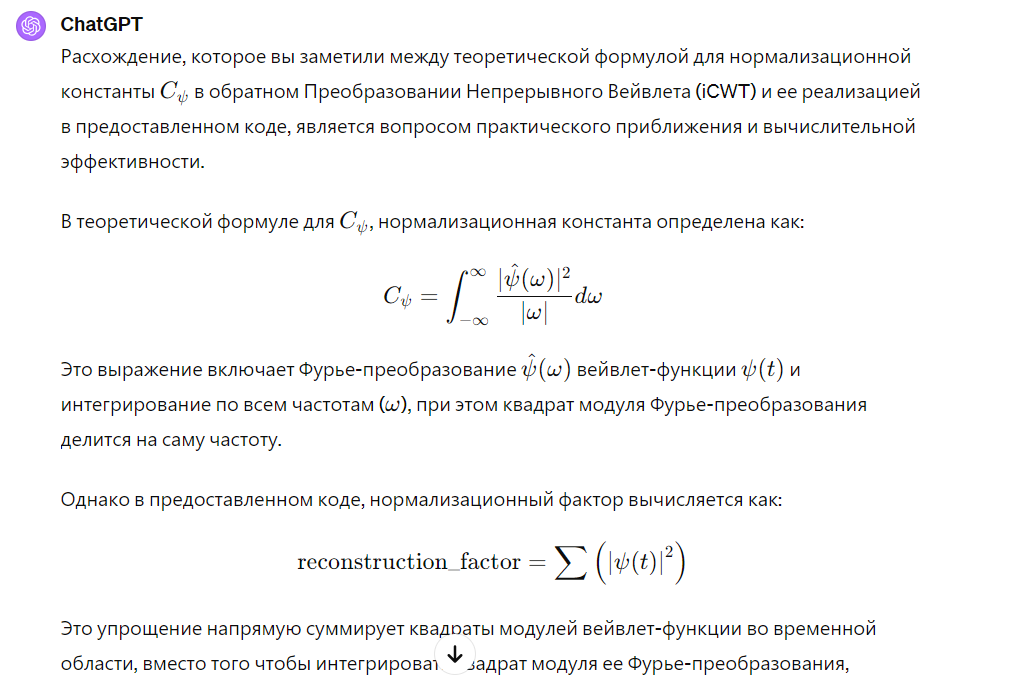 ChatGPT
Расхождение, которое вы заметили между теоретической формулой для нормализационной
константы C_ψ в обратном Преобразовании Непрерывного Вейвлета (iCWT) и ее реализацией
в предоставленном коде, является вопросом практического приближения и вычислительной
эффективности.
В теоретической формуле для C_ψ, нормализационная константа определена как:
C_ψ = ∫_{-∞}^{∞} |ψ̂(ω)|² / |ω| dω
Это выражение включает Фурье-преобразование ψ̂(ω) вейвлет-функции ψ(t) и
интегрирование по всем частотам (ω), при этом квадрат модуля Фурье-преобразования
делится на саму частоту.
Однако в предоставленном коде, нормализационный фактор вычисляется как:
reconstruction_factor = ∑ (|ψ(t)|²)
Это упрощение напрямую суммирует квадраты модулей вейвлет-функции во временной
области, вместо того чтобы квадрат модуля ее Фурье-преобразования,